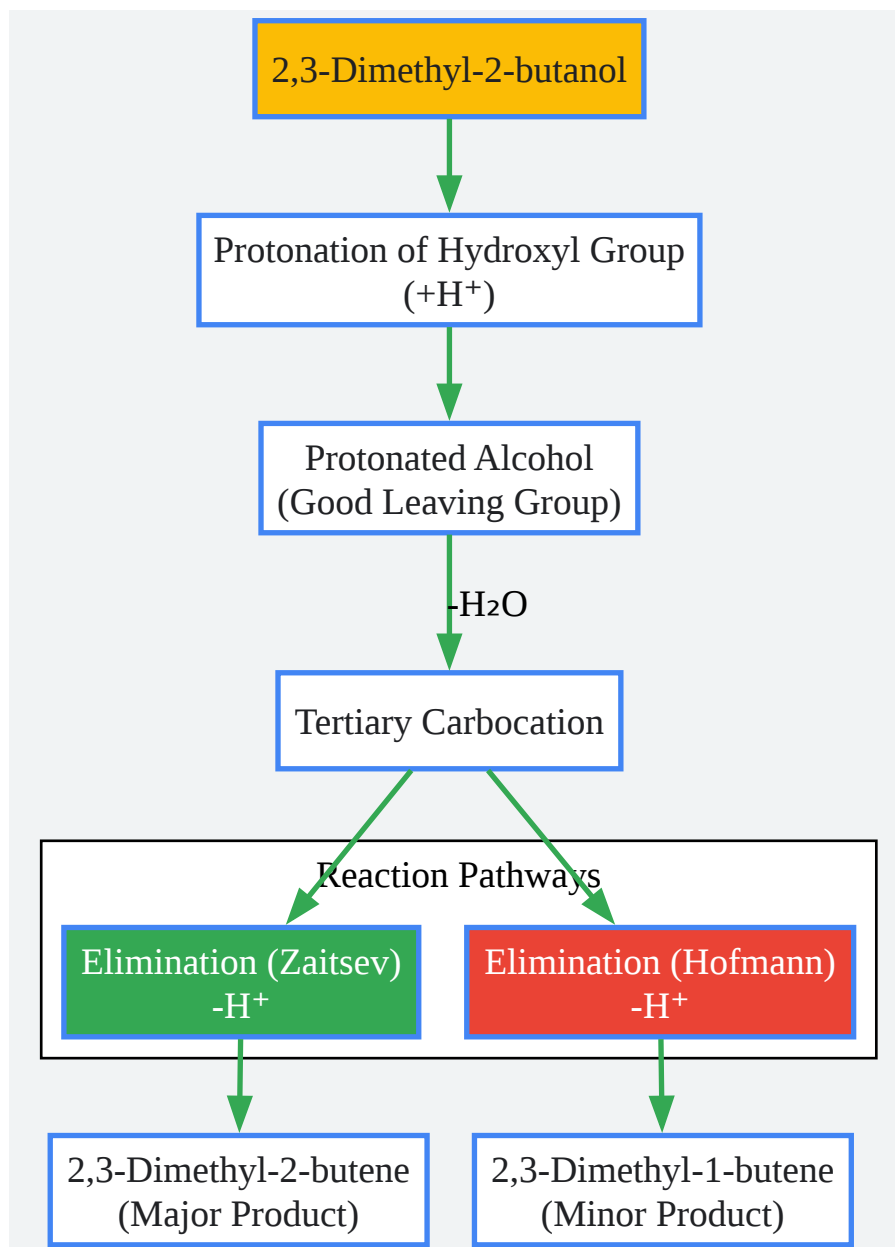 2,3-Dimethyl-2-butanol
Protonation of Hydroxyl Group
(+H⁺)
Protonated Alcohol
(Good Leaving Group)
-H₂O
Tertiary Carbocation
Reaction Pathways
Elimination (Zaitsev)
-H⁺
Elimination (Hofmann)
-H⁺
2,3-Dimethyl-2-butene
(Major Product)
2,3-Dimethyl-1-butene
(Minor Product)